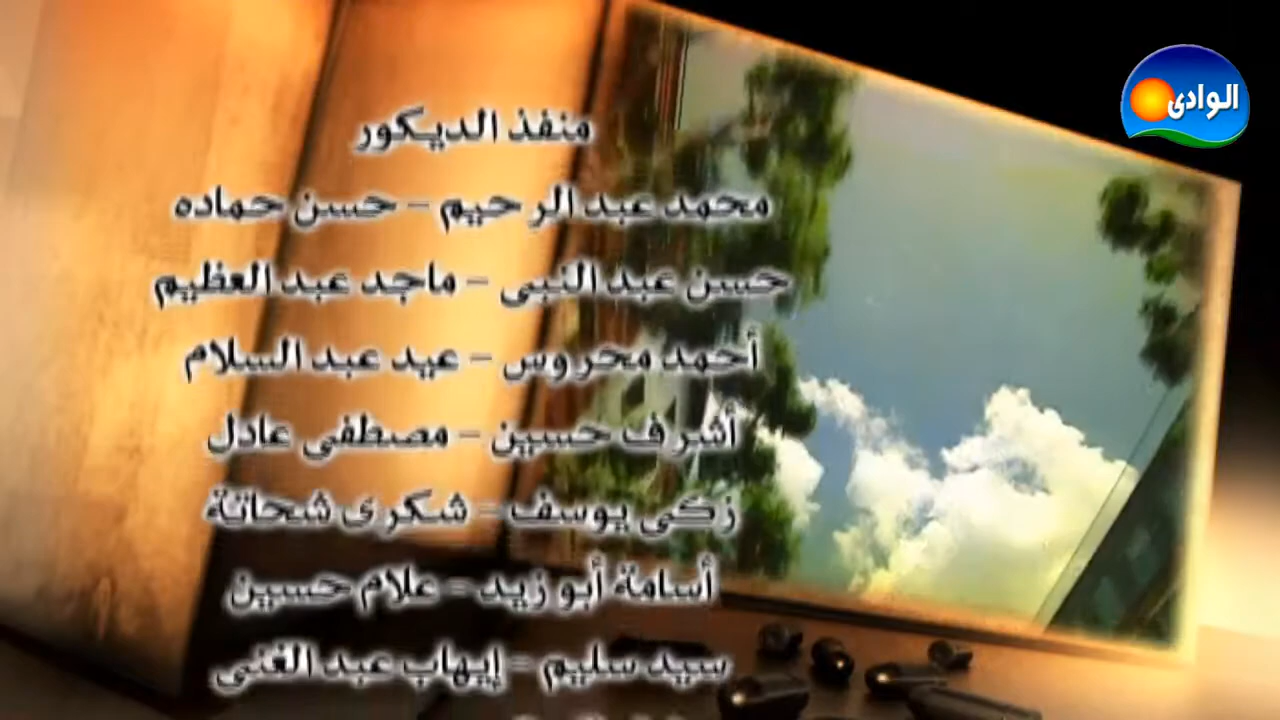 الوادى
منفذ الديكور
محمد عبد الرحيم - حسن حماده
حسن عبد النبى - ماجد عبد العظيم
أحمد محروس - عيد عبد السلام
أشرف حسين - مصطفى عادل
زكى يوسف - شكرى شحاتة
أسامة أبو زيد - علام حسين
سيد سليم - إيهاب عبد الغنى